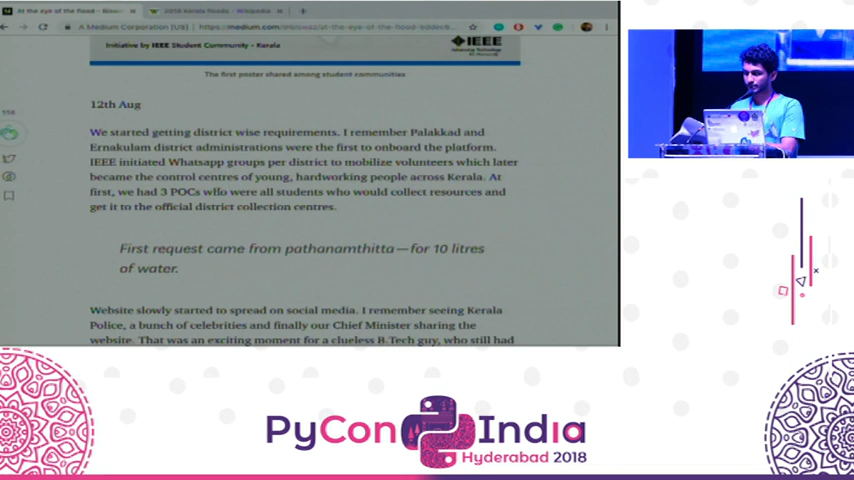 At the eye of the flood – Biswas
2018 Kerala floods - Wikipedia
A Medium Corporation [US]
https://medium.com
Initiative by IEEE Student Community - Kerala
IEEE
The first poster shared among student communities
12th Aug
We started getting district wise requirements. I remember Palakkad and
Ernakulam district administrations were the first to onboard the platform.
IEEE initiated Whatsapp groups per district to mobilize volunteers which later
became the control centres of young, hardworking people across Kerala. At
first, we had 3 POCs who were all students who would collect resources and
get it to the official district collection centres.
First request came from pathanamthitta — for 10 litres
of water.
Website slowly started to spread on social media. I remember seeing Kerala
Police, a bunch of celebrities and finally our Chief Minister sharing the
website. That was an exciting moment for a clueless B.Tech guy, who still had
PyCon India
Hyderabad 2018